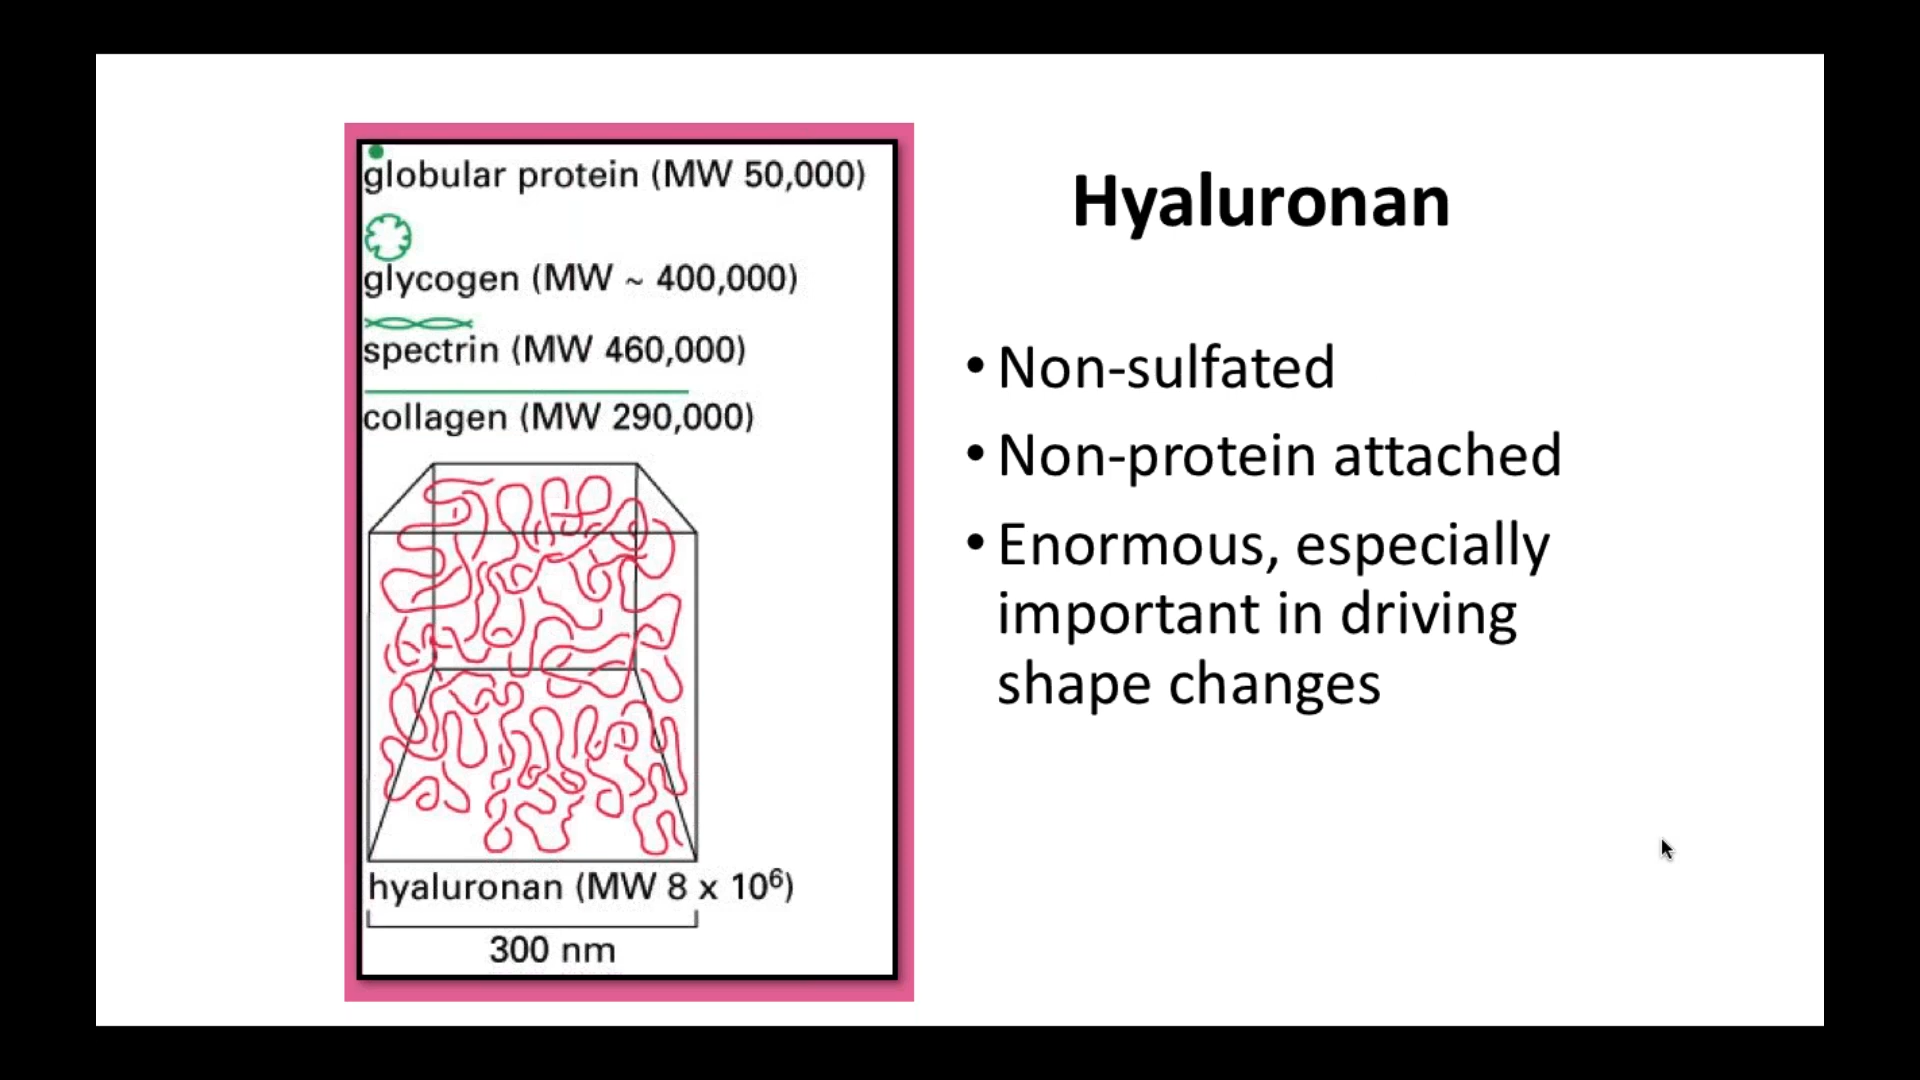 globular protein (MW 50,000)
glycogen (MW ~ 400,000)
spectrin (MW 460,000)
collagen (MW 290,000)
hyaluronan (MW 8 x 10⁶)
300 nm
Hyaluronan
• Non-sulfated
• Non-protein attached
• Enormous, especially
important in driving
shape changes